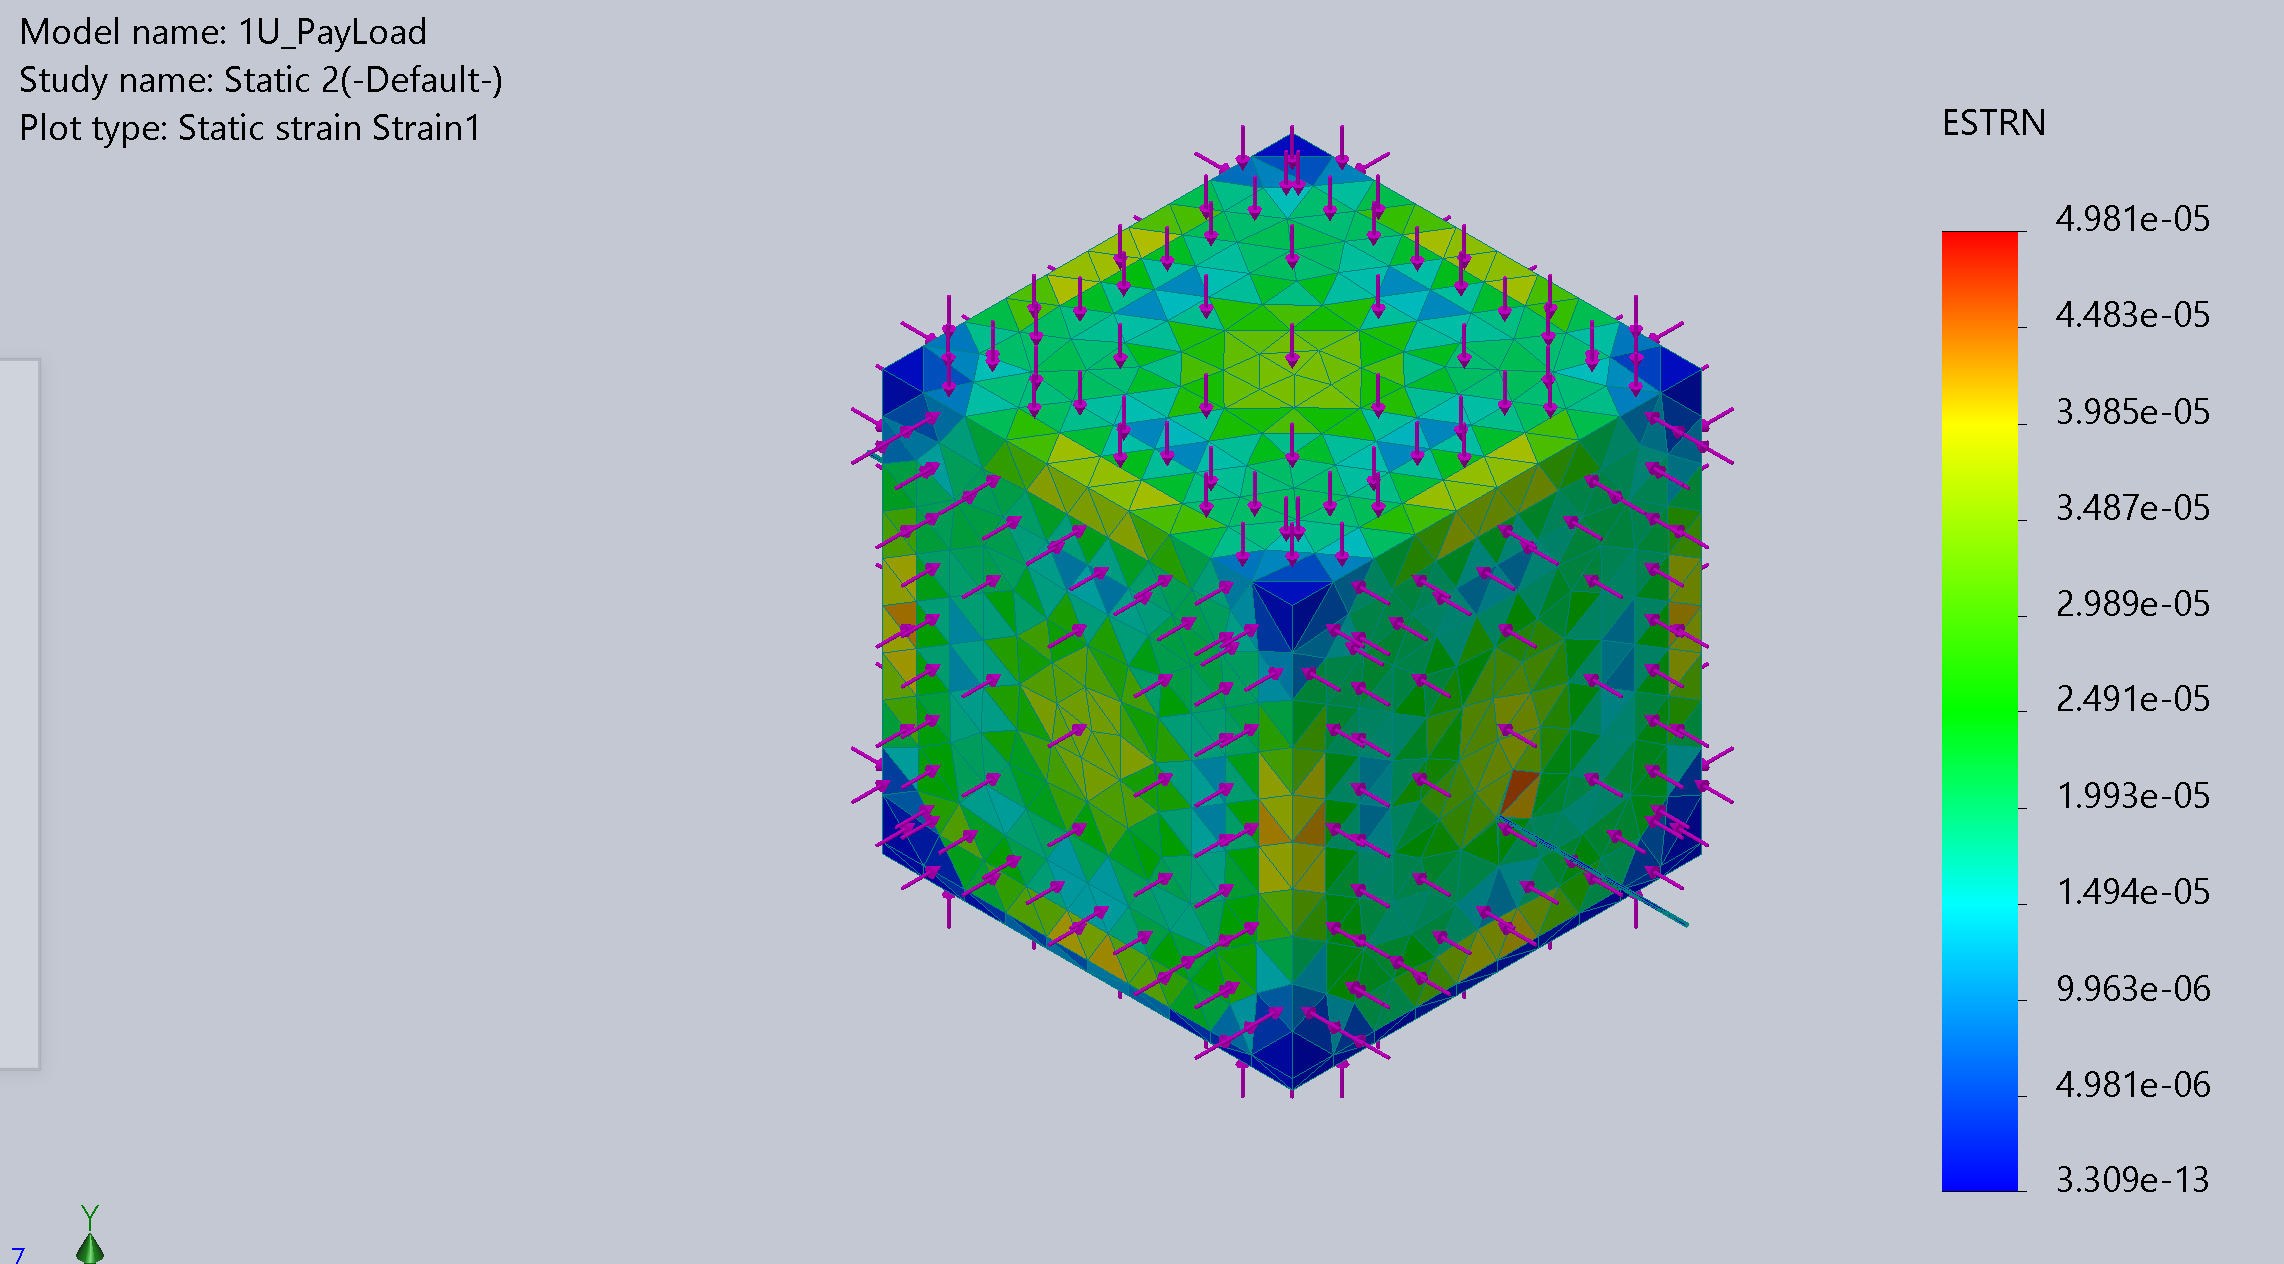 Model name: 1U_PayLoad
Study name: Static 2(-Default-)
Plot type: Static strain Strain1
ESTRN
4.981e-05
4.483e-05
3.985e-05
3.487e-05
2.989e-05
2.491e-05
1.993e-05
1.494e-05
9.963e-06
4.981e-06
3.309e-13
Y